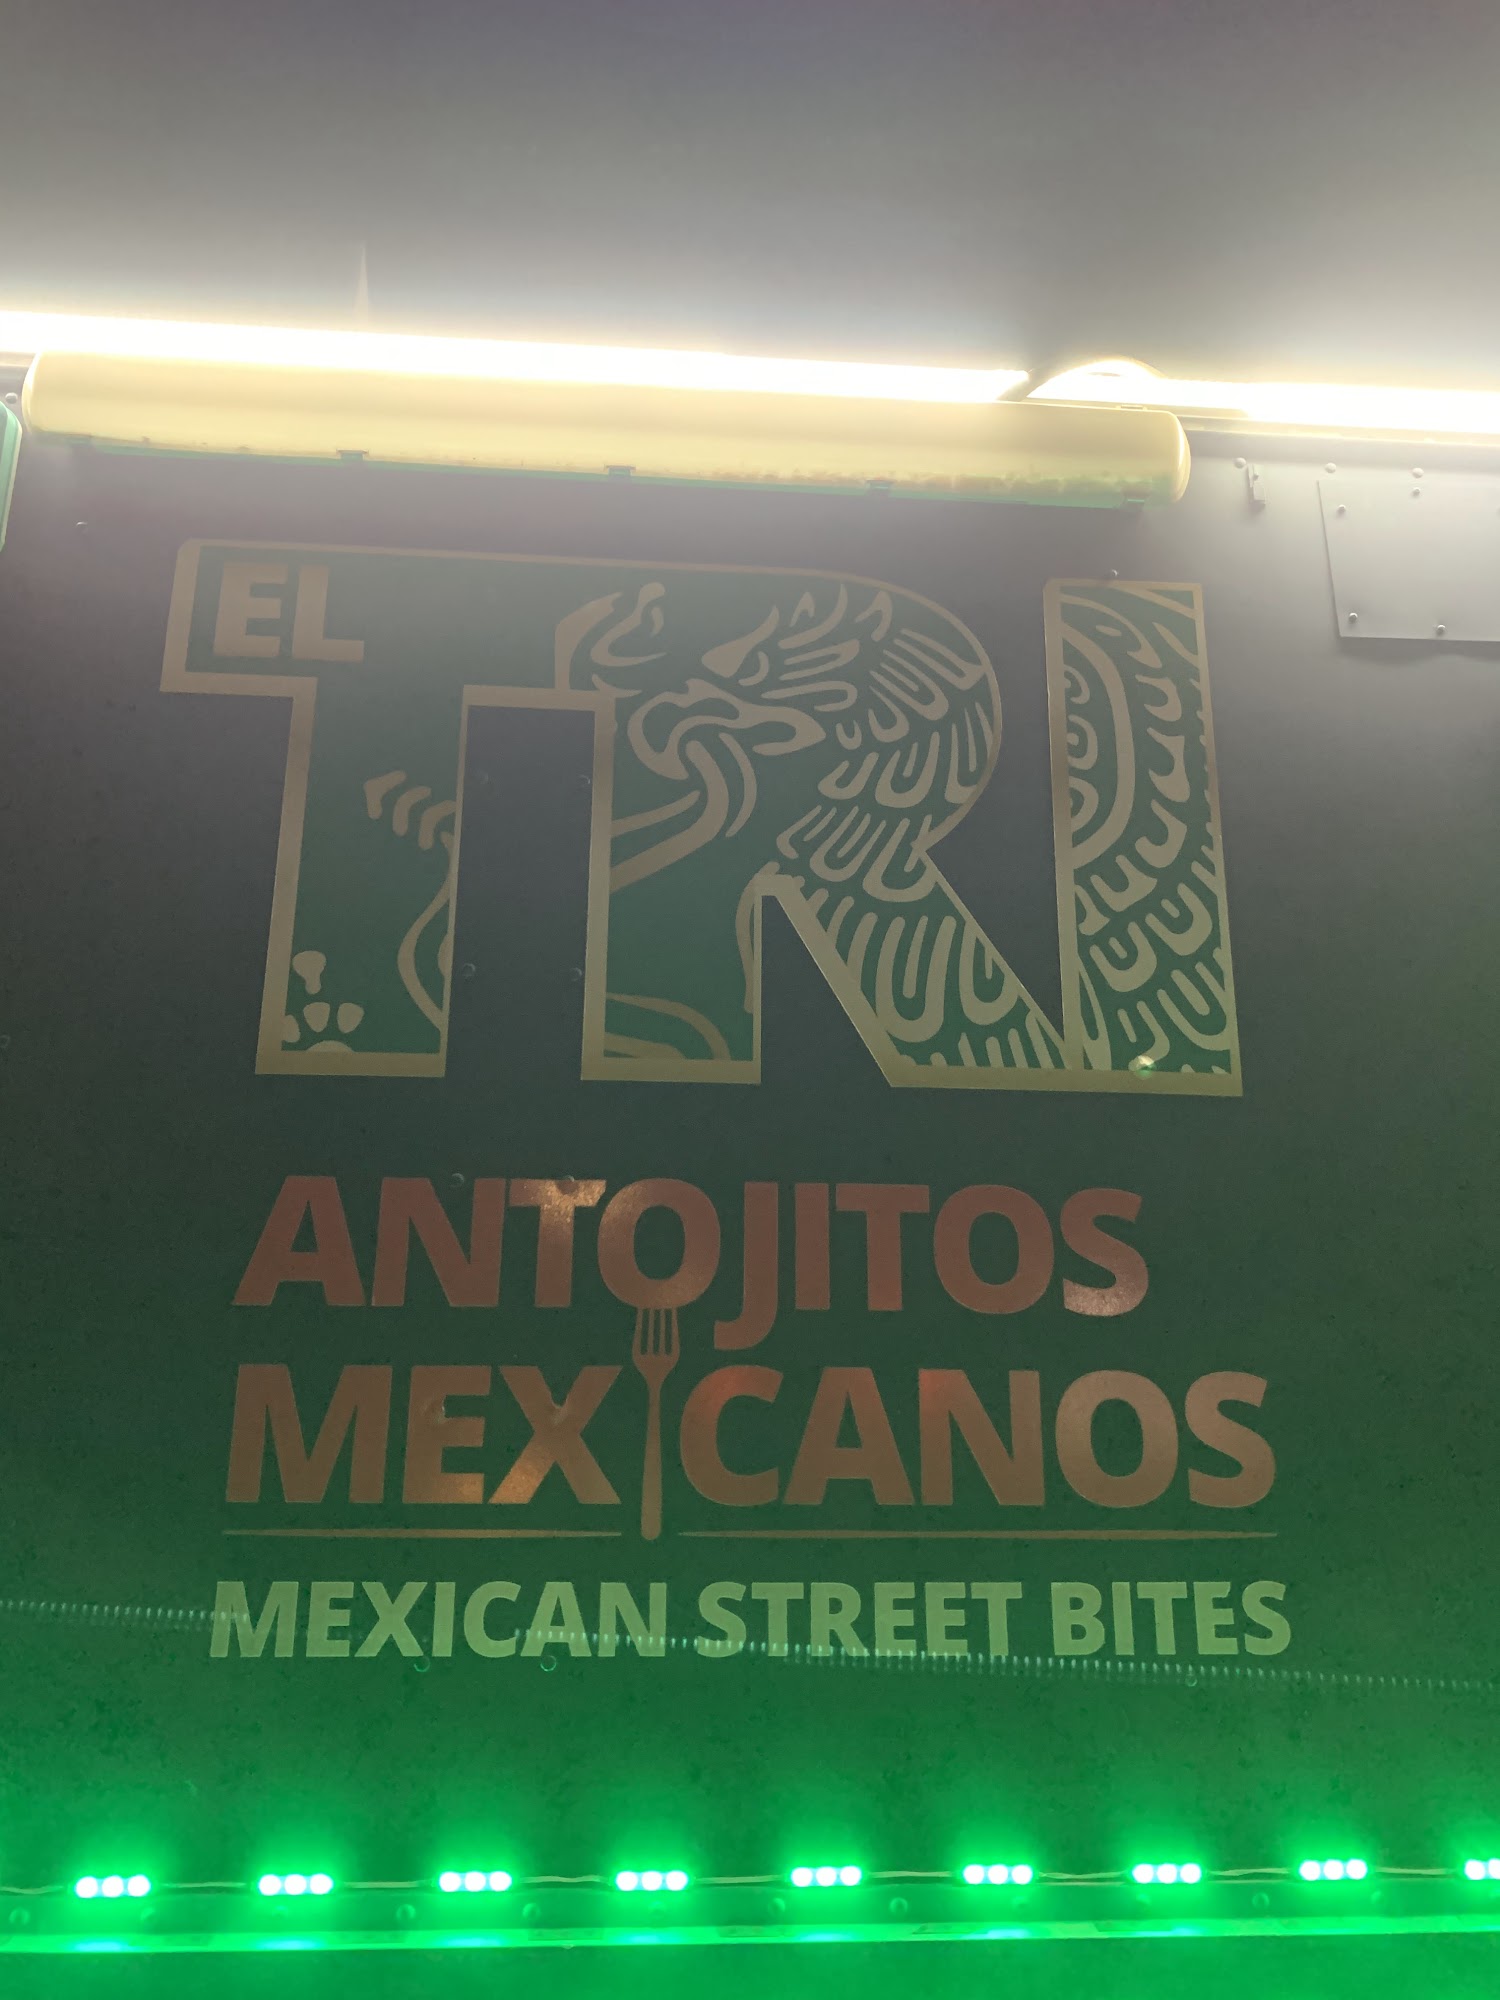 EL
TRI
ANTOJITOS
MEXICANOS
MEXICAN STREET BITES